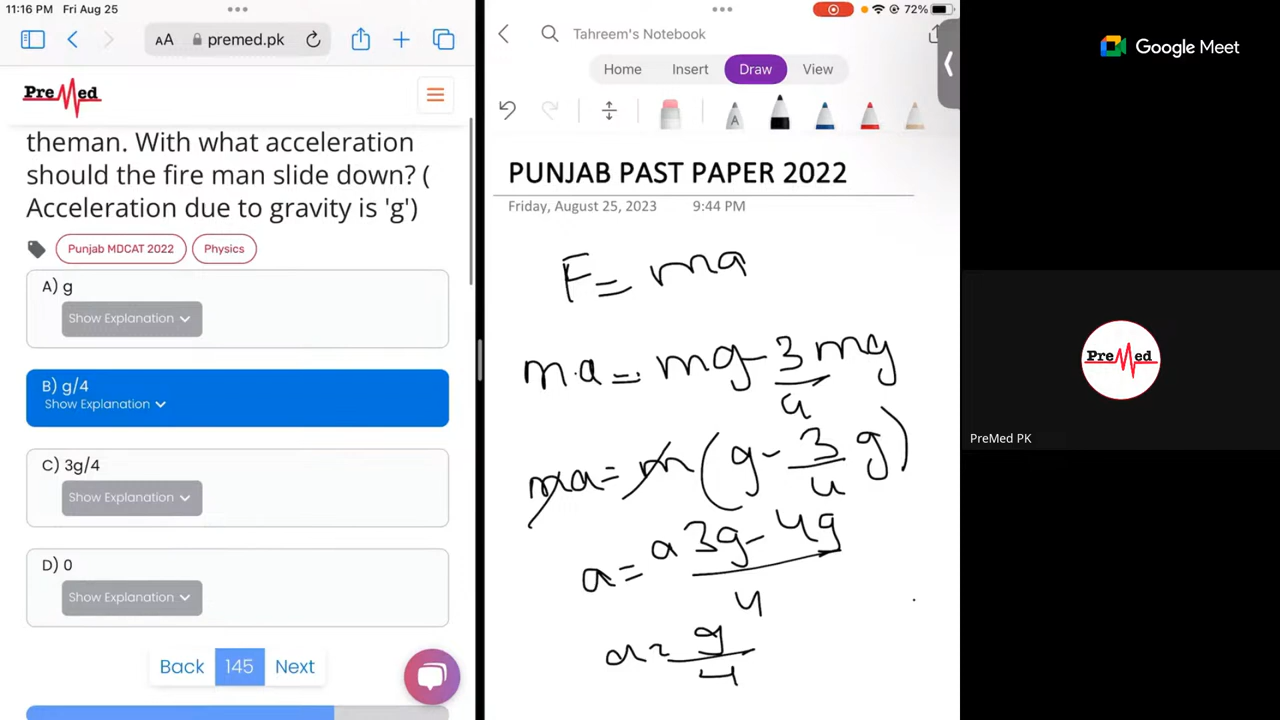 11:16 PM Fri Aug 25
72%
AA premed.pk
PreMed
theman. With what acceleration
should the fire man slide down? (
Acceleration due to gravity is 'g')
Punjab MDCAT 2022
Physics
A) g
Show Explanation
B) g/4
Show Explanation
C) 3g/4
Show Explanation
D) 0
Show Explanation
Back 145 Next
Tahreem's Notebook
Home Insert Draw View
A
PUNJAB PAST PAPER 2022
Friday, August 25, 2023 9:44 PM
F = ma
ma = mg - 3/4 mg
ma = m (g - 3/4 g)
a = a 3g - 4g / 4
a = g/4
Google Meet
PreMed
PreMed PK